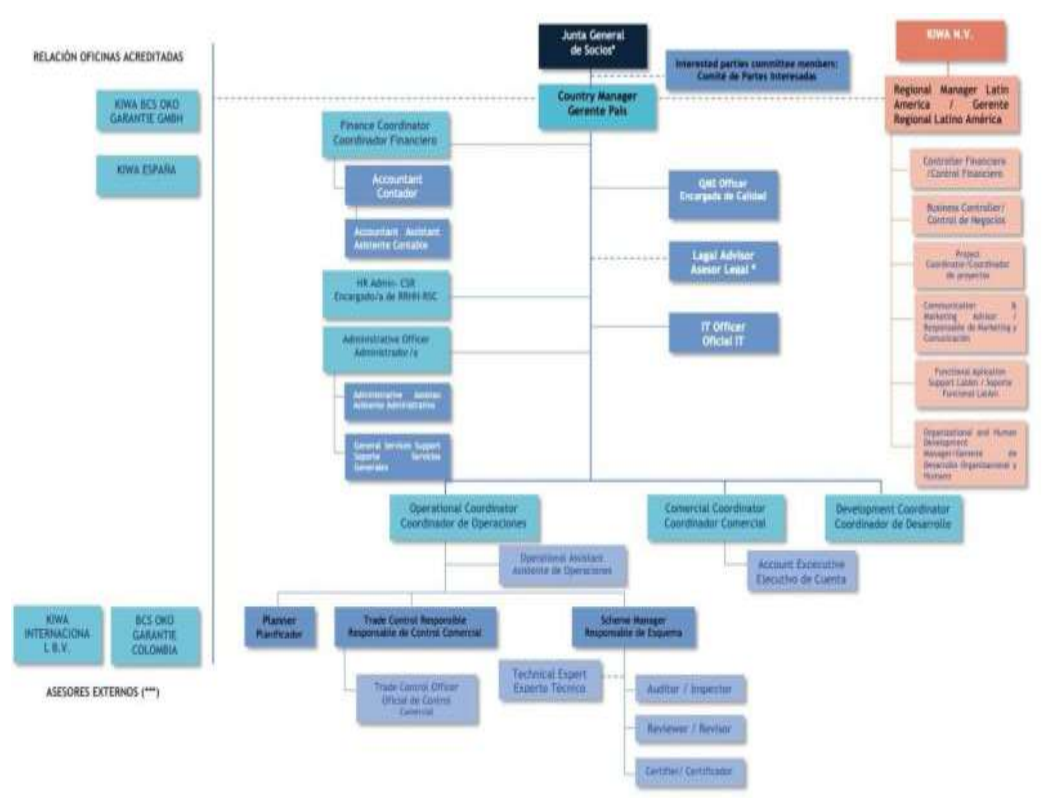 RELACIÓN OFICINAS ACREDITADAS
KIWA BCS OKO
GARANTIE GMBH
KIWA ESPAÑA
KIWA
INTERNACIONA
L B.V.
BCS OKO
GARANTIE
COLOMBIA
ASESORES EXTERNOS (***)
Junta General
de Socios*
Interested parties committee members:
Comité de Partes Interesadas
Country Manager
Gerente País
KIWA N.V.
Regional Manager Latin
America / Gerente
Regional Latino América
Finance Coordinator
Coordinador Financiero
Accountant
Contador
Accountant Assistant
Asistente Contable
HR Admin- CSR
Encargado/a de RRHH-RSC
Administrative Officer
Administrador/a
Administrative Assistan
Asistente Administrativo
General Services Support
Soporte Servicios
Generales
QMI Officer
Encargada de Calidad
Legal Advisor
Asesor Legal *
IT Officer
Oficial IT
Controller Financiero
/Control Financiero
Business Controller/
Control de Negocios
Project
Coordinator/Coordinador
de proyectos
Communication &
Marketing Advisor /
Responsable de Marketing y
Comunicación
Functional Aplication
Support LatAm / Soporte
Funcional LatAm
Organizational and Human
Development
Manager/Gerente de
Desarrollo Organizacional y
Humano
Operational Coordinator
Coordinador de Operaciones
Comercial Coordinator
Coordinador Comercial
Development Coordinator
Coordinador de Desarrollo
Operational Assistant
Asistente de Operaciones
Account Excecutive
Ejecutivo de Cuenta
Planner
Planificador
Trade Control Responsible
Responsable de Control Comercial
Scheme Manager
Responsable de Esquema
Trade Control Officer
Oficial de Control
Comercial
Technical Expert
Experto Técnico
Auditor / Inspector
Reviewer / Revisor
Certifier/ Certificador